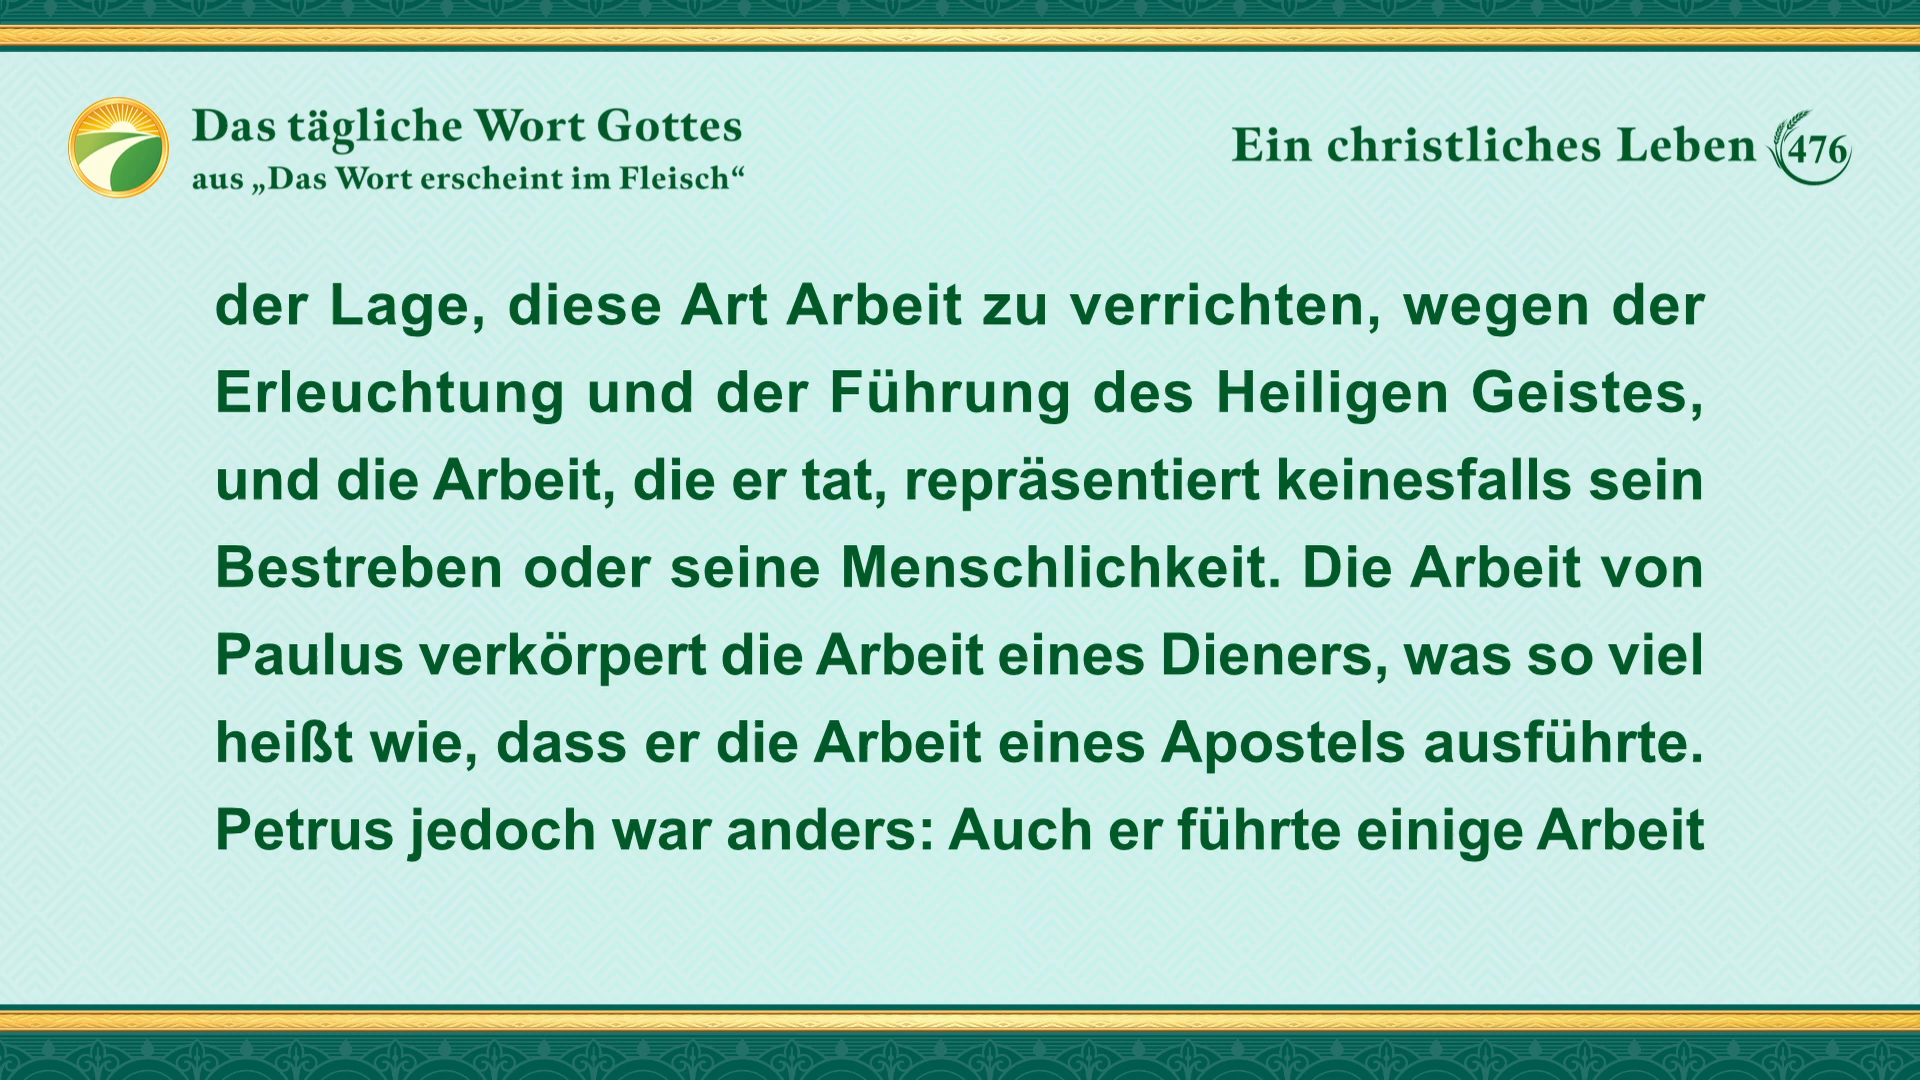 Das tägliche Wort Gottes
aus „Das Wort erscheint im Fleisch“
Ein christliches Leben 476
der Lage, diese Art Arbeit zu verrichten, wegen der
Erleuchtung und der Führung des Heiligen Geistes,
und die Arbeit, die er tat, repräsentiert keinesfalls sein
Bestreben oder seine Menschlichkeit. Die Arbeit von
Paulus verkörpert die Arbeit eines Dieners, was so viel
heißt wie, dass er die Arbeit eines Apostels ausführte.
Petrus jedoch war anders: Auch er führte einige Arbeit